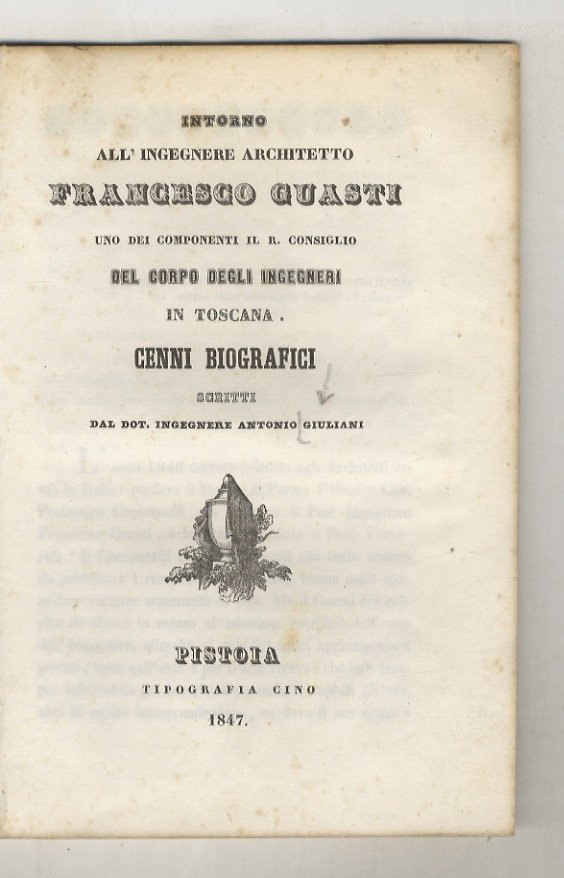 INTORNO
ALL' INGEGNERE ARCHITETTO
FRANCESCO GUASTI
UNO DEI COMPONENTI IL R. CONSIGLIO
DEL CORPO DEGLI INGEGNERI
IN TOSCANA.
CENNI BIOGRAFICI
SCRITTI
DAL DOT. INGEGNERE ANTONIO GIULIANI
PISTOIA
TIPOGRAFIA CINO
1847.